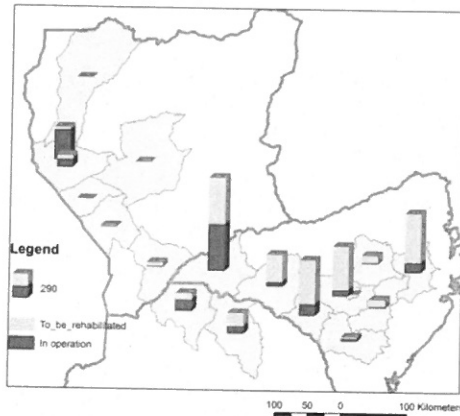 Legend
290
To_be_rehabilitated
In operation
100 50 0 100 Kilometers